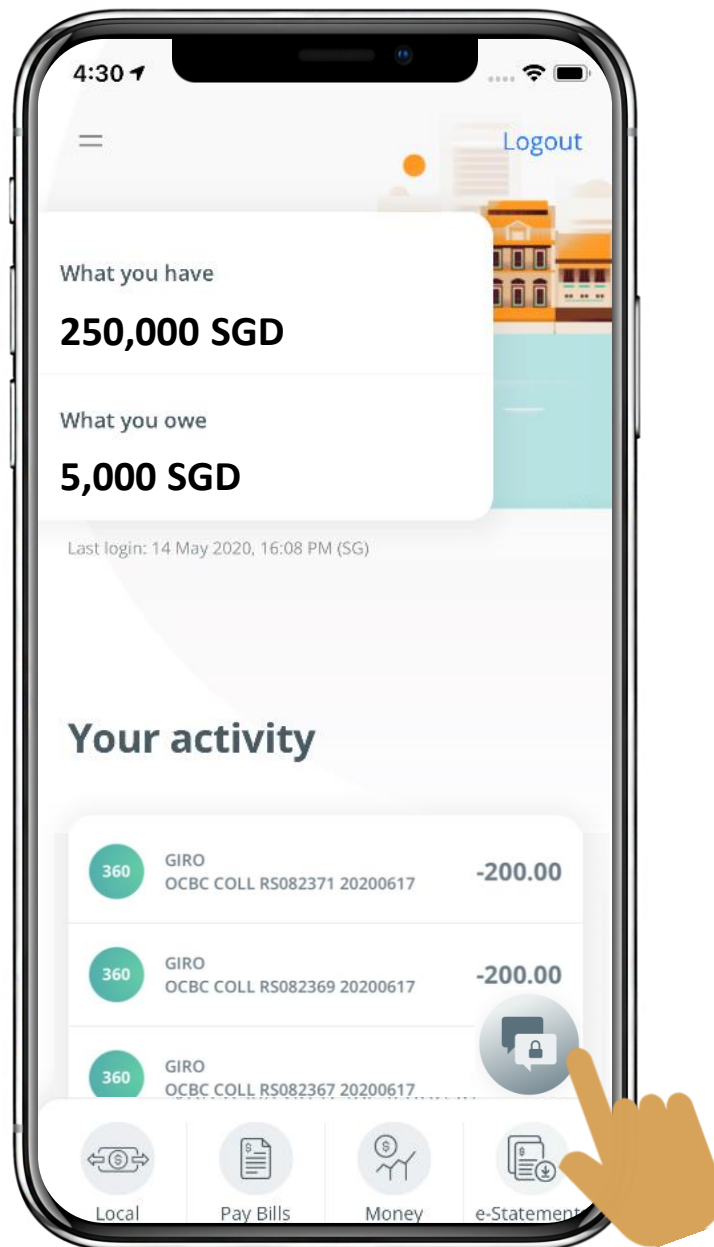 4:30
Logout
What you have
250,000 SGD
What you owe
5,000 SGD
Last login: 14 May 2020, 16:08 PM (SG)
Your activity
360
GIRO
OCBC COLL RS082371 20200617
-200.00
360
GIRO
OCBC COLL RS082369 20200617
-200.00
360
GIRO
OCBC COLL RS082367 20200617
Local
Pay Bills
Money
e-Statements